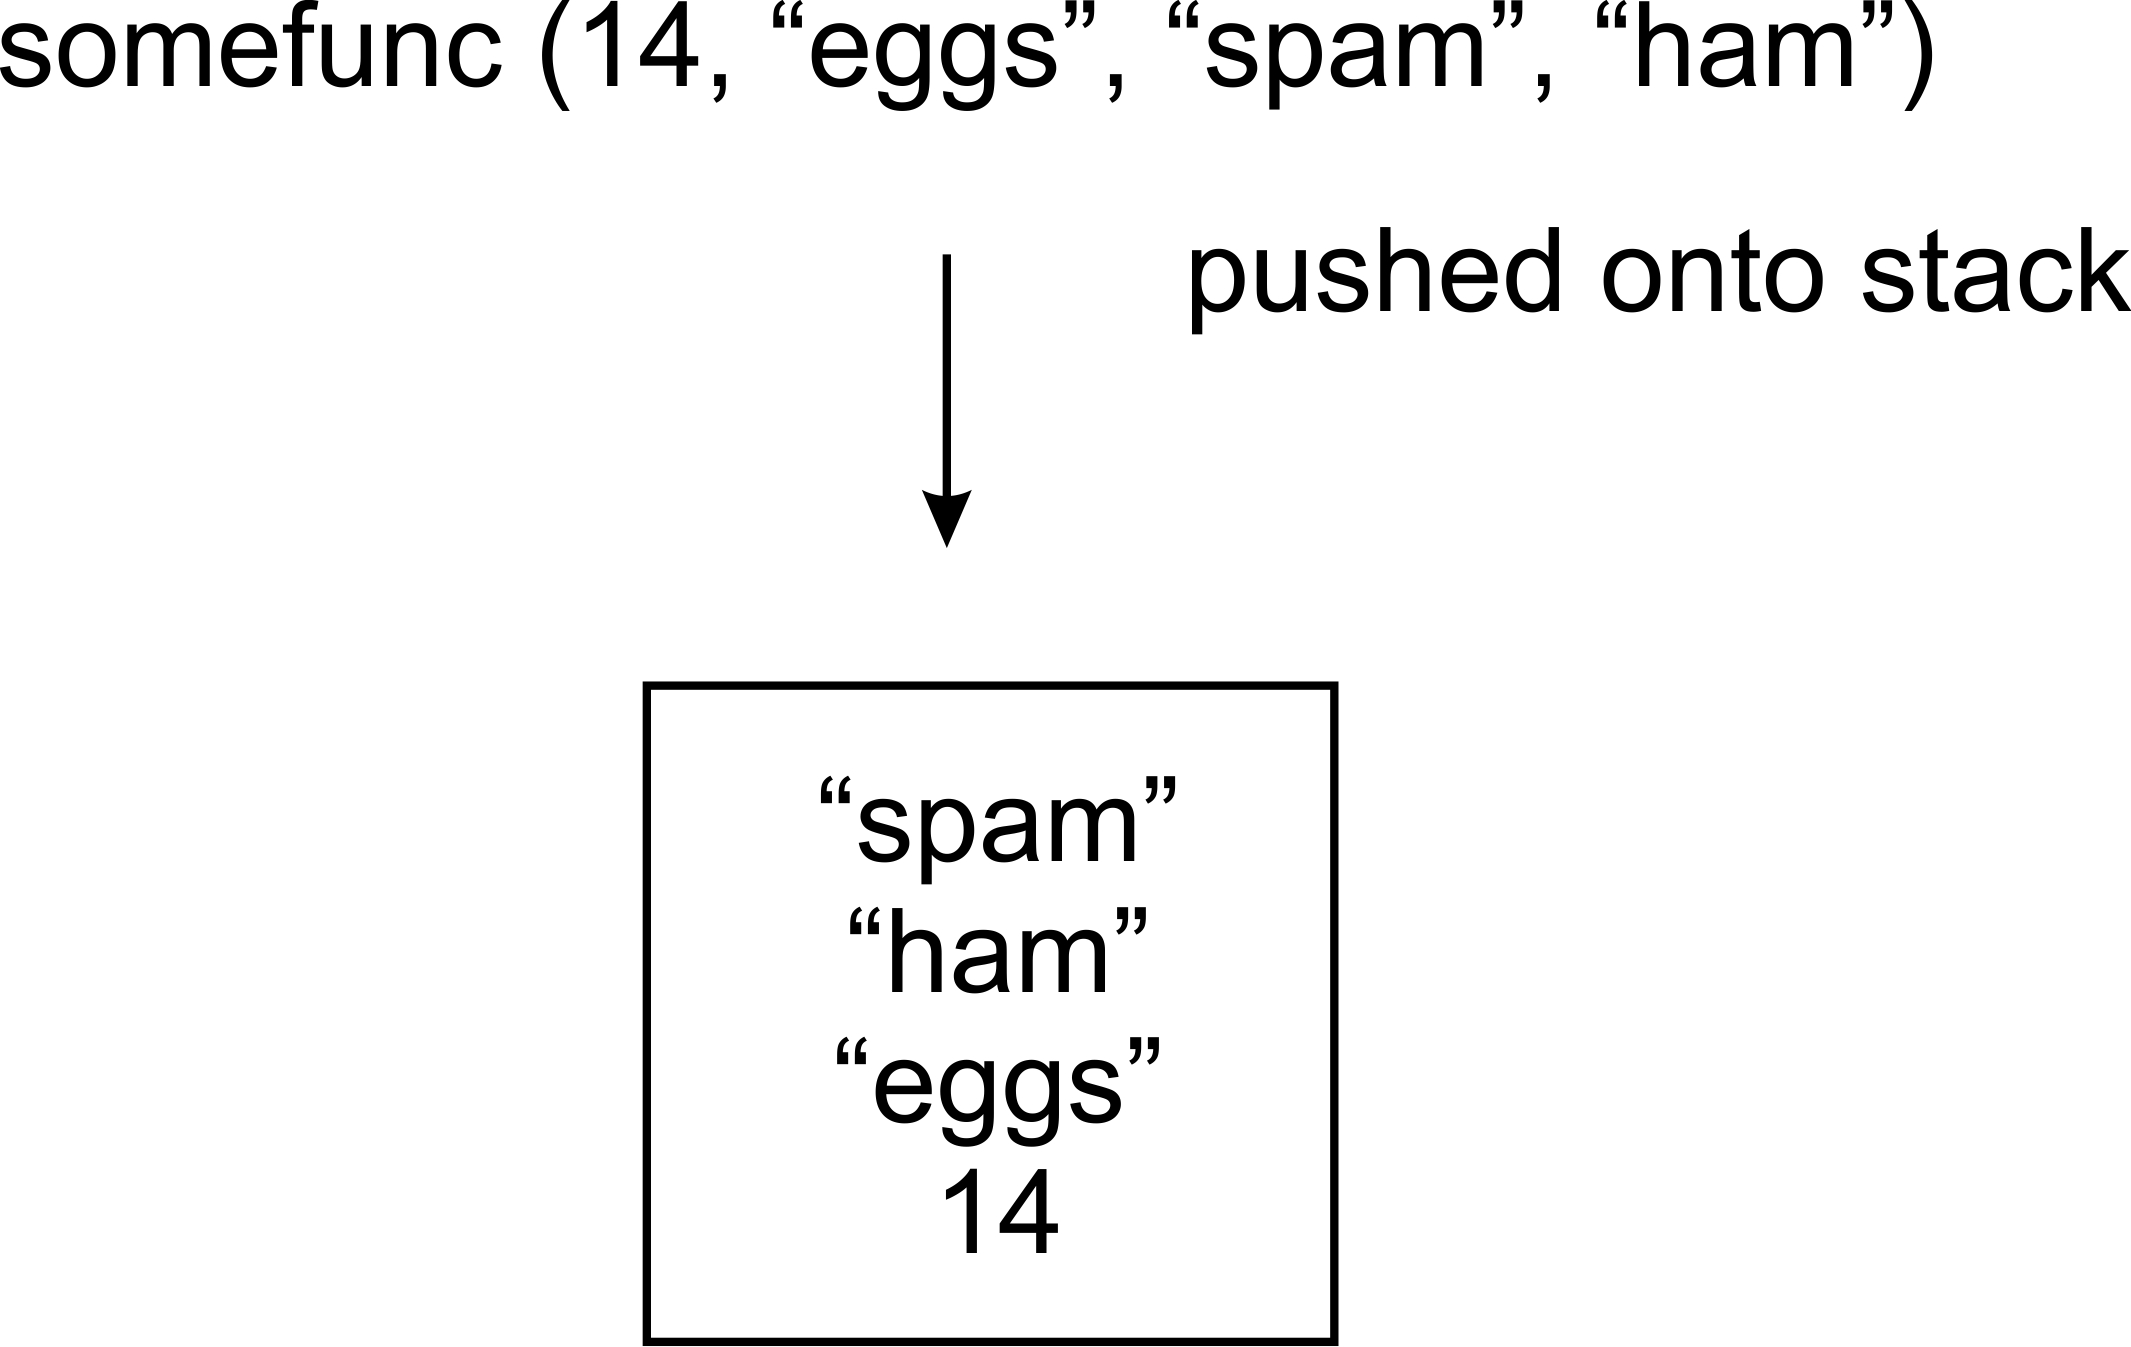 somefunc (14, “eggs”, “spam”, “ham”)
pushed onto stack
“spam”
“ham”
“eggs”
14